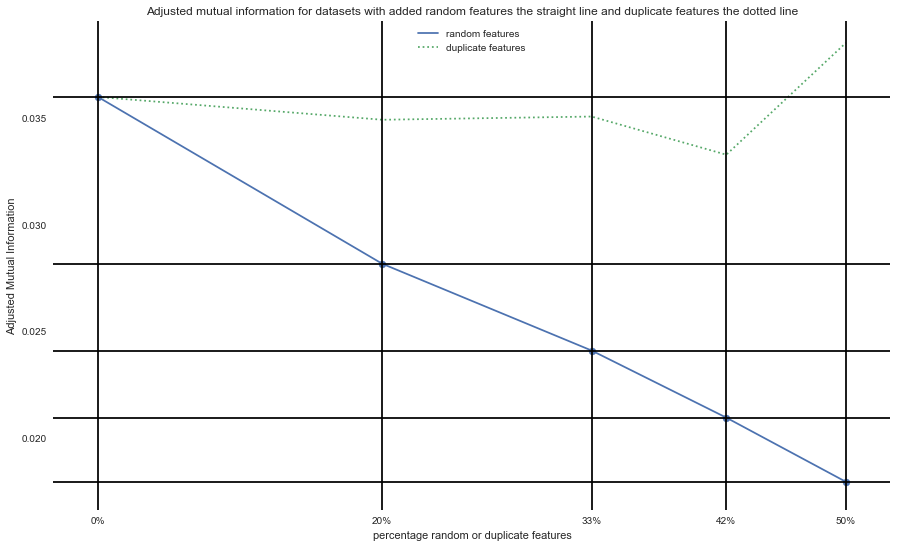 Adjusted mutual information for datasets with added random features the straight line and duplicate features the dotted line
random features
duplicate features
Adjusted Mutual Information
0.035
0.030
0.025
0.020
0%
20%
33%
42%
50%
percentage random or duplicate features